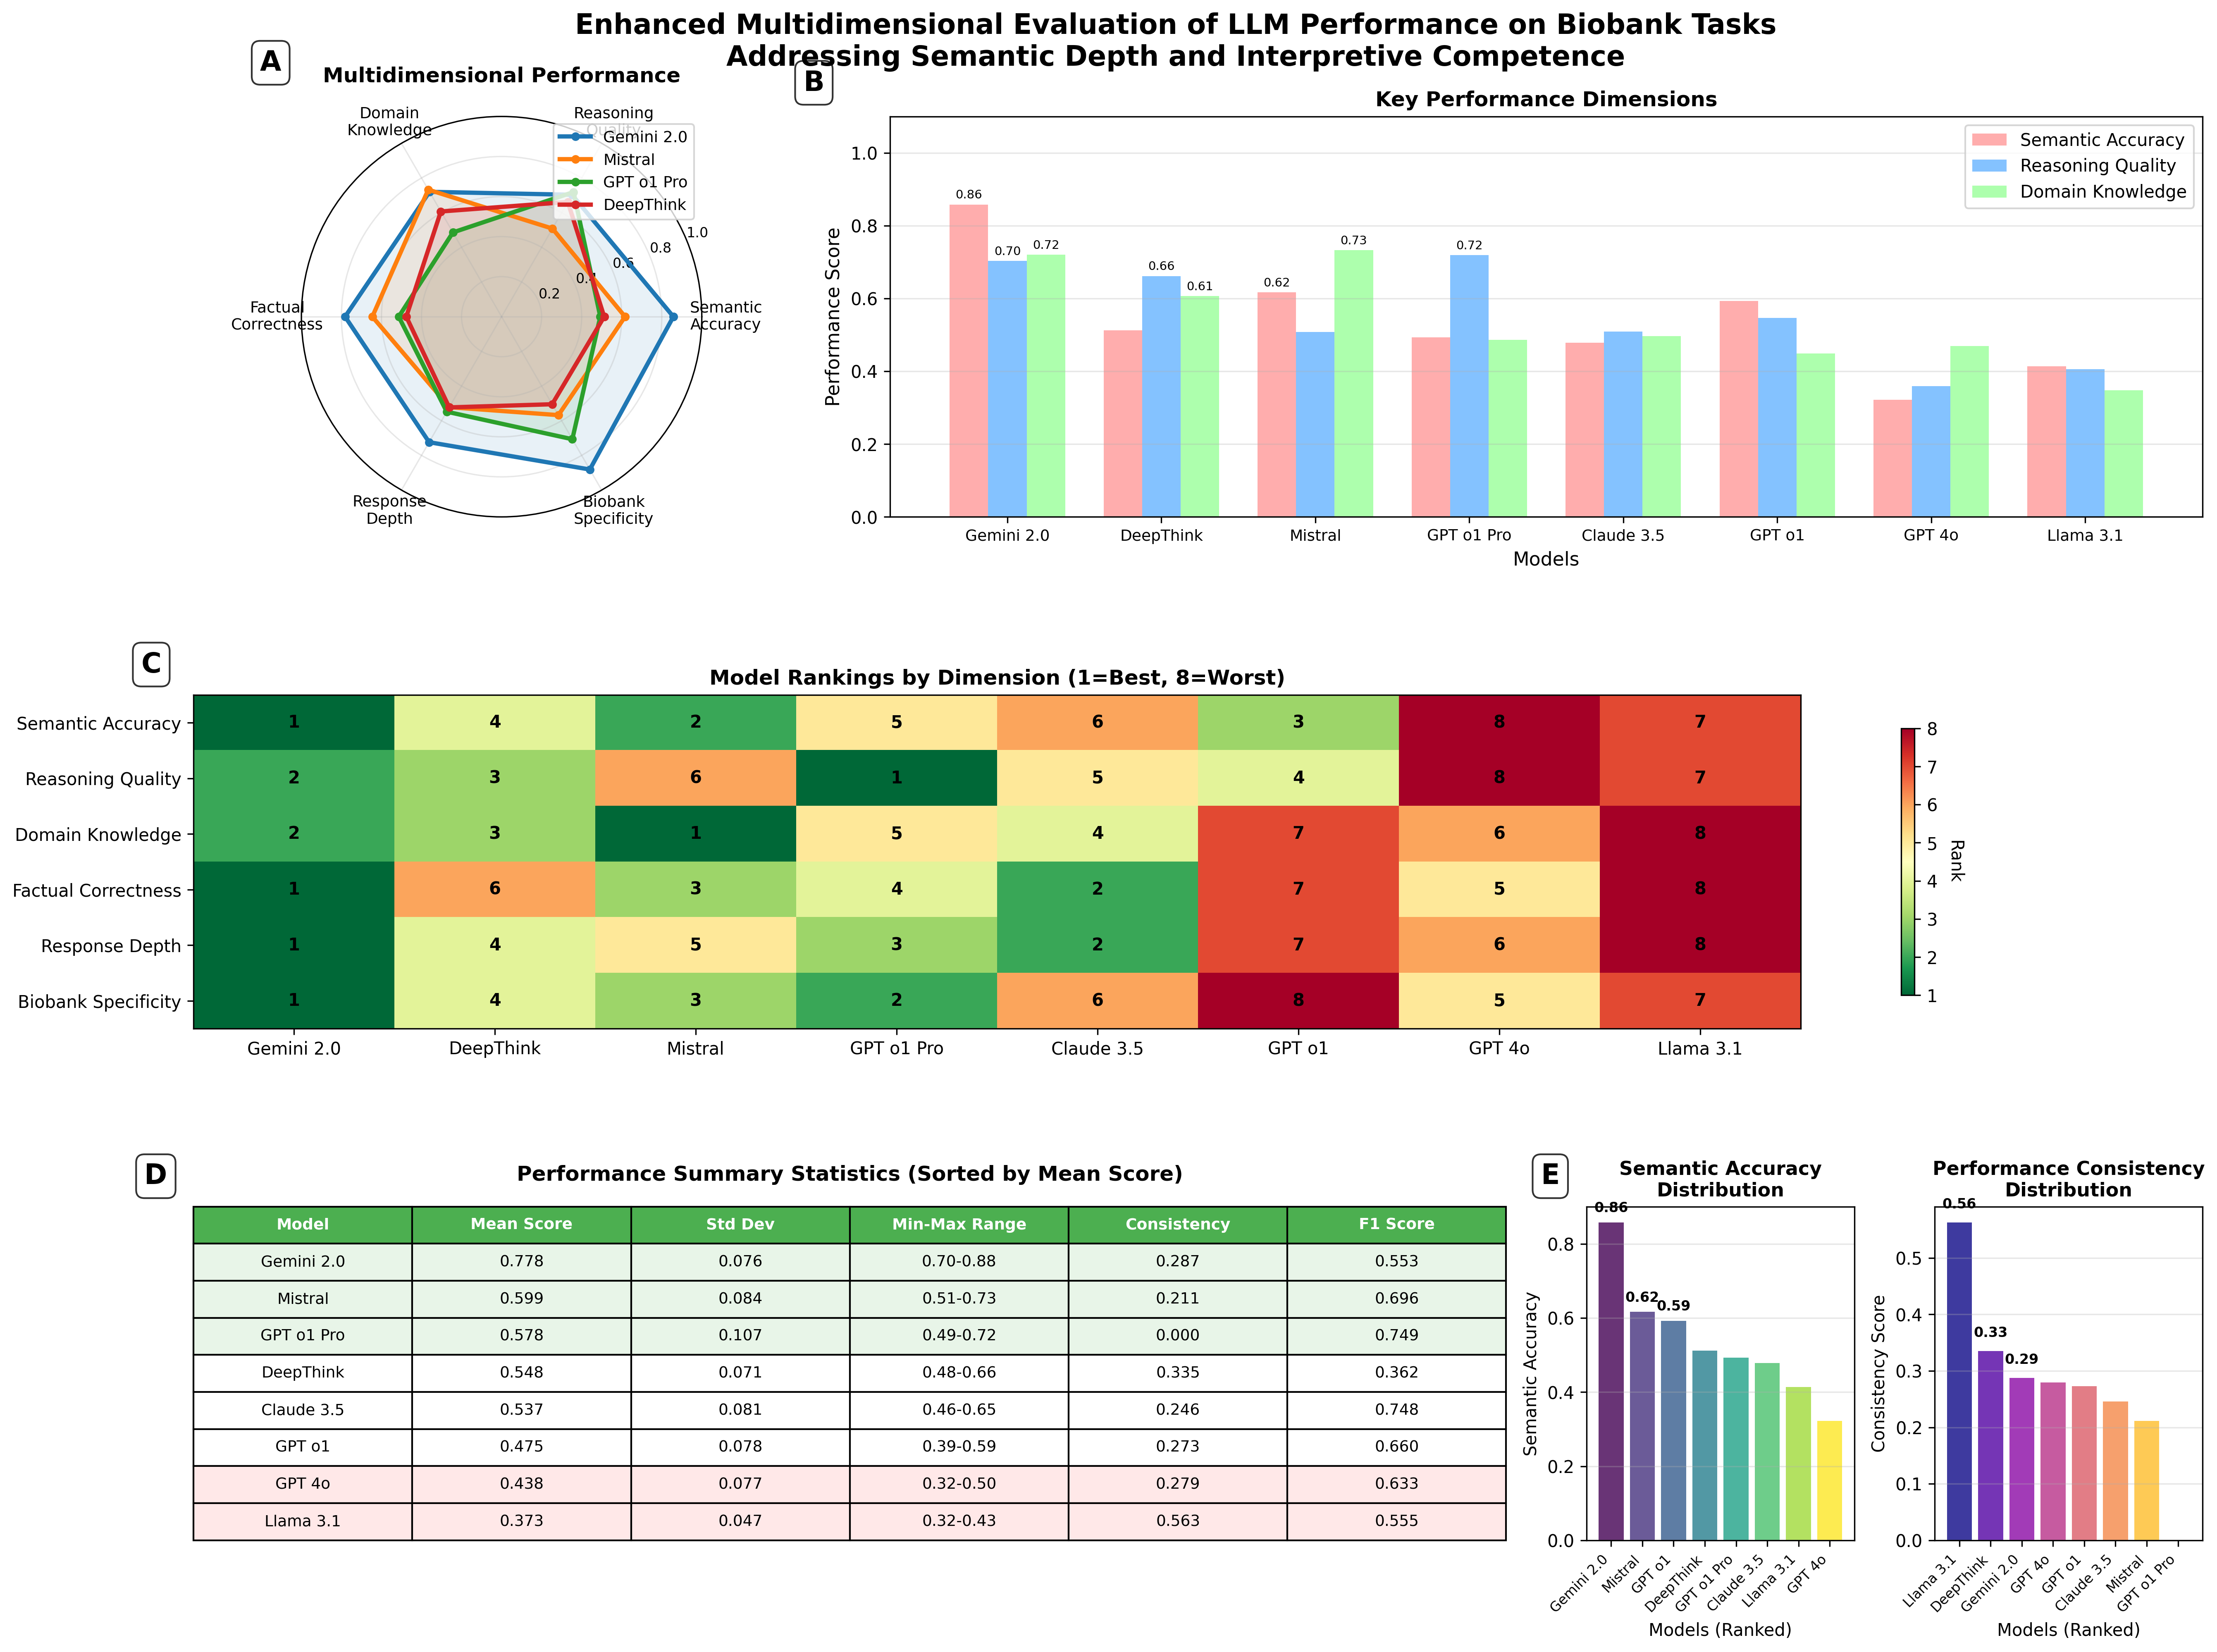 Enhanced Multidimensional Evaluation of LLM Performance on Biobank Tasks
Addressing Semantic Depth and Interpretive Competence
A
Multidimensional Performance
Domain
Knowledge
Reasoning
Quality
Gemini 2.0
Mistral
GPT o1 Pro
DeepThink
1.0
0.8
0.6
0.4
0.2
Factual
Correctness
Semantic
Accuracy
Response
Depth
Biobank
Specificity
B
Key Performance Dimensions
Semantic Accuracy
Reasoning Quality
Domain Knowledge
Performance Score
1.0
0.8
0.6
0.4
0.2
0.0
0.86
0.70
0.72
0.66
0.61
0.62
0.73
0.72
Gemini 2.0 DeepThink Mistral GPT o1 Pro Claude 3.5 GPT o1 GPT 4o Llama 3.1
Models
C
Model Rankings by Dimension (1=Best, 8=Worst)
Semantic Accuracy 1 4 2 5 6 3 8 7
Reasoning Quality 2 3 6 1 5 4 8 7
Domain Knowledge 2 3 1 5 4 7 6 8
Factual Correctness 1 6 3 4 2 7 5 8
Response Depth 1 4 5 3 2 7 6 8
Biobank Specificity 1 4 3 2 6 8 5 7
Gemini 2.0 DeepThink Mistral GPT o1 Pro Claude 3.5 GPT o1 GPT 4o Llama 3.1
8
7
6
5
4
3
2
1
Rank
D
Performance Summary Statistics (Sorted by Mean Score)
Model Mean Score Std Dev Min-Max Range Consistency F1 Score
Gemini 2.0 0.778 0.076 0.70-0.88 0.287 0.553
Mistral 0.599 0.084 0.51-0.73 0.211 0.696
GPT o1 Pro 0.578 0.107 0.49-0.72 0.000 0.749
DeepThink 0.548 0.071 0.48-0.66 0.335 0.362
Claude 3.5 0.537 0.081 0.46-0.65 0.246 0.748
GPT o1 0.475 0.078 0.39-0.59 0.273 0.660
GPT 4o 0.438 0.077 0.32-0.50 0.279 0.633
Llama 3.1 0.373 0.047 0.32-0.43 0.563 0.555
E
Semantic Accuracy
Distribution
Semantic Accuracy
0.8
0.6
0.4
0.2
0.0
0.86
0.62
0.59
Gemini 2.0
Mistral
GPT o1
DeepThink
GPT o1 Pro
Claude 3.5
Llama 3.1
GPT 4o
Models (Ranked)
Performance Consistency
Distribution
Consistency Score
0.5
0.4
0.3
0.2
0.1
0.0
0.56
0.33
0.29
Llama 3.1
DeepThink
Gemini 2.0
GPT 4o
GPT o1
Claude 3.5
Mistral
GPT o1 Pro
Models (Ranked)